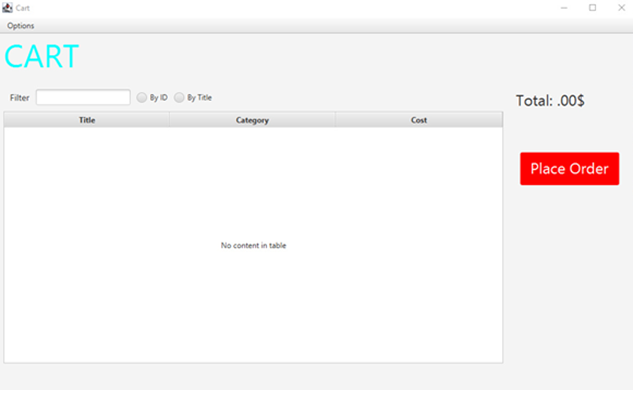 Cart
Options
CART
Filter By ID By Title
Total: .00$
Title Category Cost
Place Order
No content in table